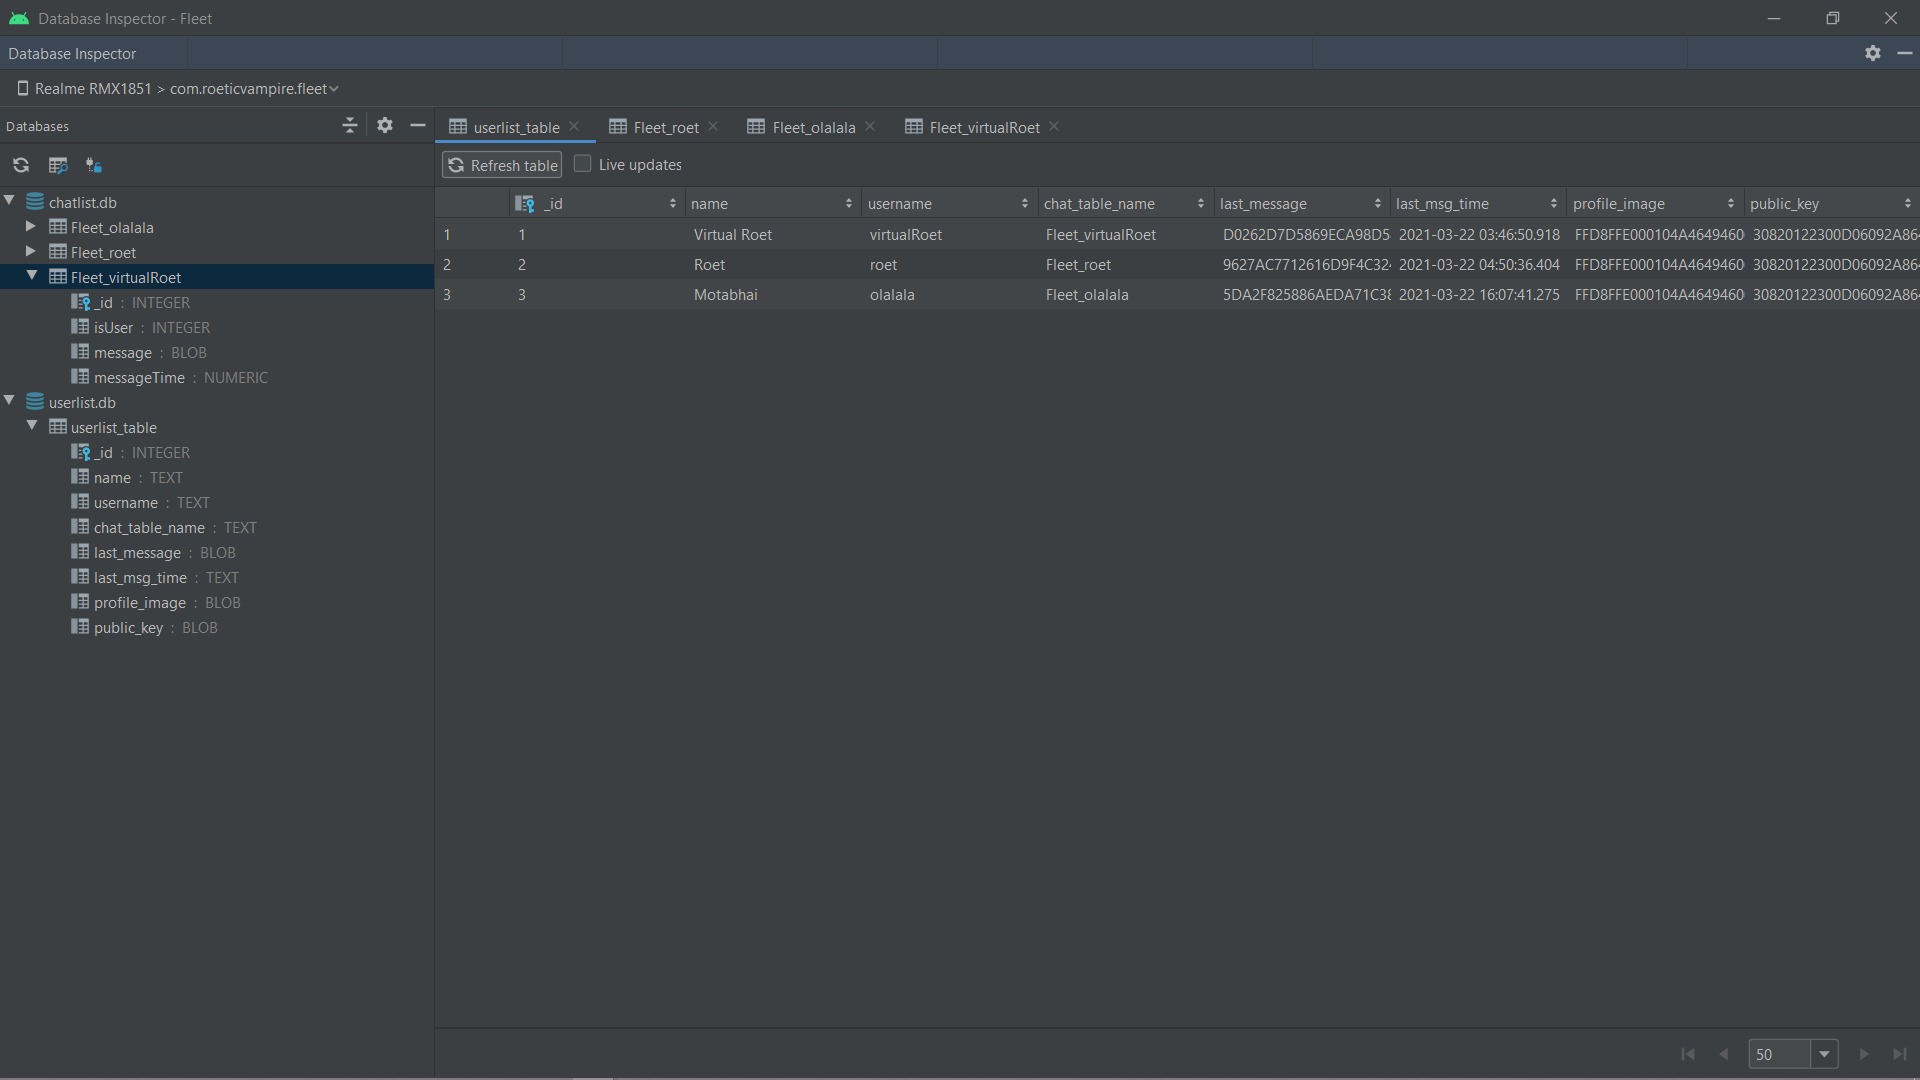 Database Inspector - Fleet
Database Inspector
Realme RMX1851 > com.roeticvampire.fleet
Databases
userlist_table
Fleet_roet
Fleet_olalala
Fleet_virtualRoet
Refresh table
Live updates
chatlist.db
Fleet_olalala
Fleet_roet
Fleet_virtualRoet
_id : INTEGER
isUser : INTEGER
message : BLOB
messageTime : NUMERIC
userlist.db
userlist_table
_id : INTEGER
name : TEXT
username : TEXT
chat_table_name : TEXT
last_message : BLOB
last_msg_time : TEXT
profile_image : BLOB
public_key : BLOB
_id name username chat_table_name last_message last_msg_time profile_image public_key
1 1 Virtual Roet virtualRoet Fleet_virtualRoet D0262D7D5869ECA98D5 2021-03-22 03:46:50.918 FFD8FFE000104A4649460 30820122300D06092A86
2 2 Roet roet Fleet_roet 9627AC7712616D9F4C32 2021-03-22 04:50:36.404 FFD8FFE000104A4649460 30820122300D06092A86
3 3 Motabhai olalala Fleet_olalala 5DA2F825886AEDA71C38 2021-03-22 16:07:41.275 FFD8FFE000104A4649460 30820122300D06092A86
50